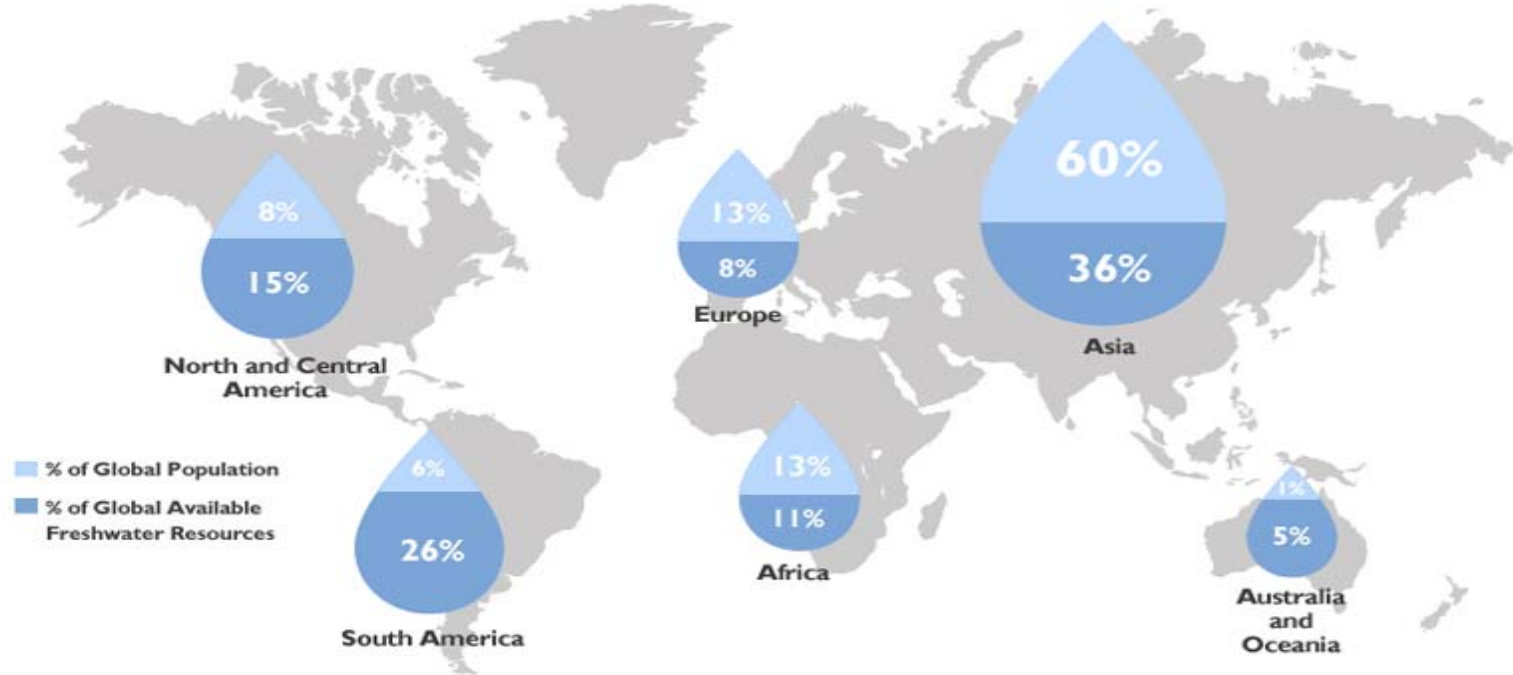 8%
15%
North and Central
America
13%
8%
Europe
60%
36%
Asia
% of Global Population
% of Global Available
Freshwater Resources
6%
26%
South America
13%
11%
Africa
1%
5%
Australia
and
Oceania